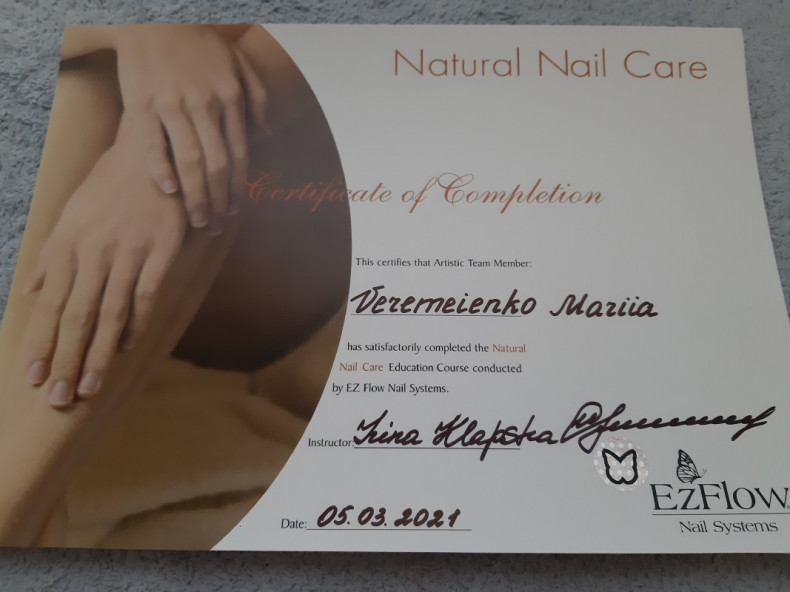 Natural Nail Care
Certificate of Completion
This certifies that Artistic Team Member:
Veremeienko Mariia
has satisfactorily completed the Natural
Nail Care Education Course conducted
by EZ Flow Nail Systems.
Instructor: Irina Klapstra
Date: 05.03.2021
EzFlow
Nail Systems